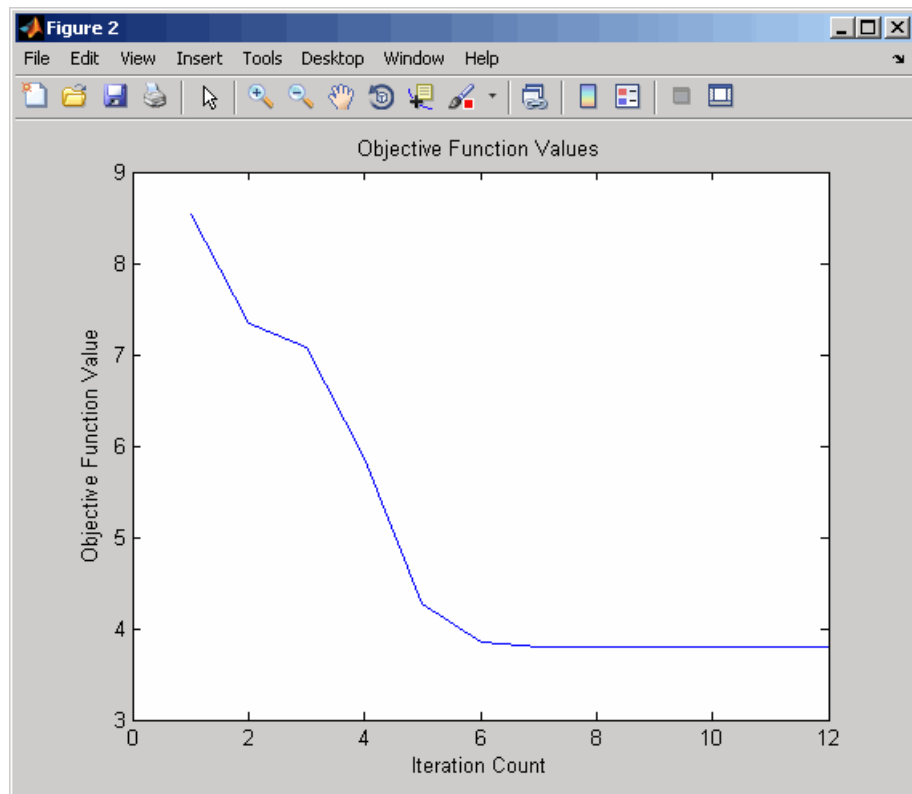 Figure 2
File Edit View Insert Tools Desktop Window Help
Objective Function Values
9
8
7
6
5
4
3
Objective Function Value
0 2 4 6 8 10 12
Iteration Count